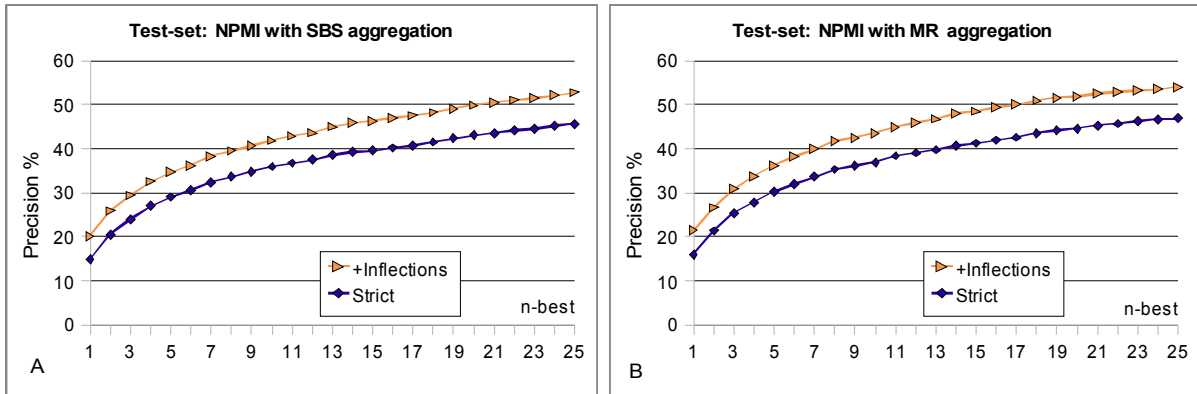 Test-set: NPMI with SBS aggregation
Precision %
60
50
40
30
20
10
0
+Inflections
Strict
n-best
1 3 5 7 9 11 13 15 17 19 21 23 25
A
Test-set: NPMI with MR aggregation
Precision %
60
50
40
30
20
10
0
+Inflections
Strict
n-best
1 3 5 7 9 11 13 15 17 19 21 23 25
B